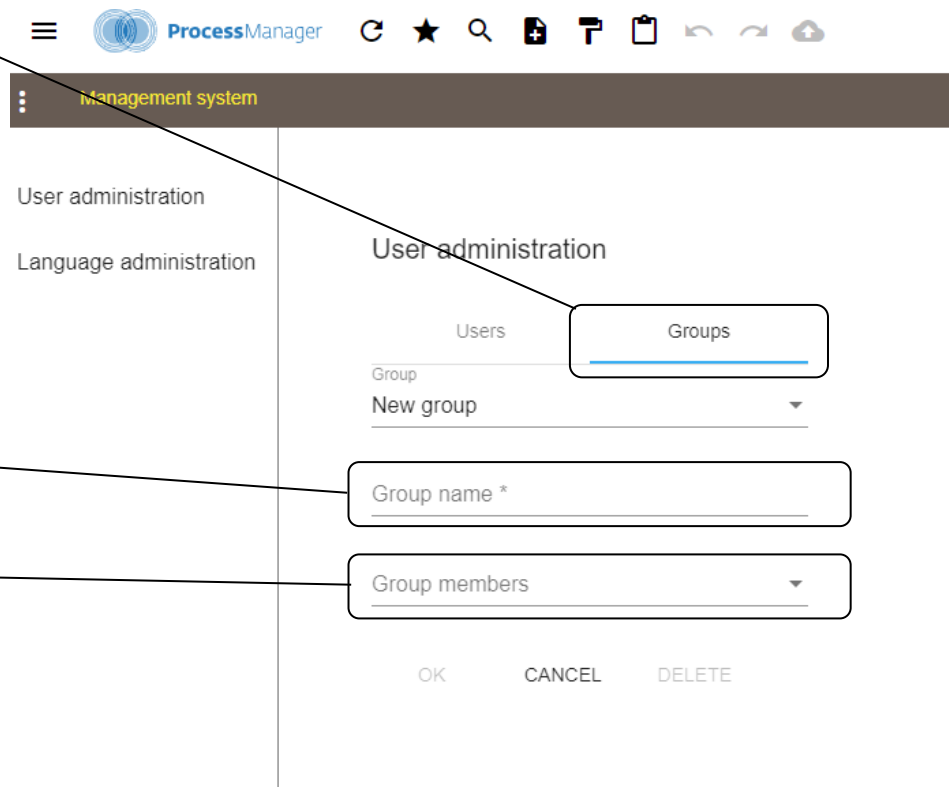 ProcessManager
Management system
User administration
Language administration
User administration
Users Groups
Group
New group
Group name *
Group members
OK CANCEL DELETE